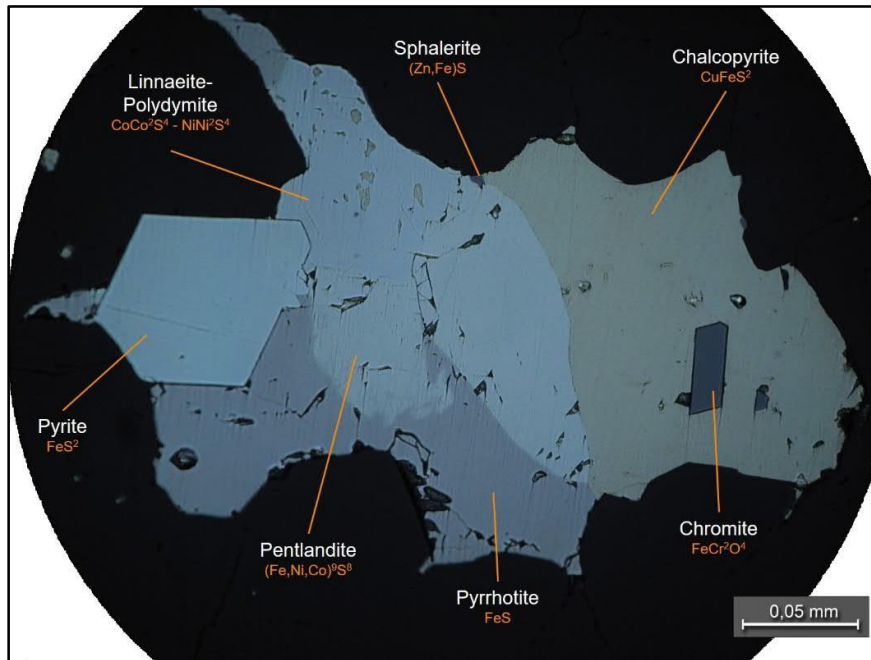 Sphalerite
(Zn,Fe)S
Chalcopyrite
CuFeS²
Linnaeite-
Polydymite
CoCo²S⁴ - NiNi²S⁴
Pyrite
FeS²
Pentlandite
(Fe,Ni,Co)⁹S⁸
Pyrrhotite
FeS
Chromite
FeCr²O⁴
0,05 mm